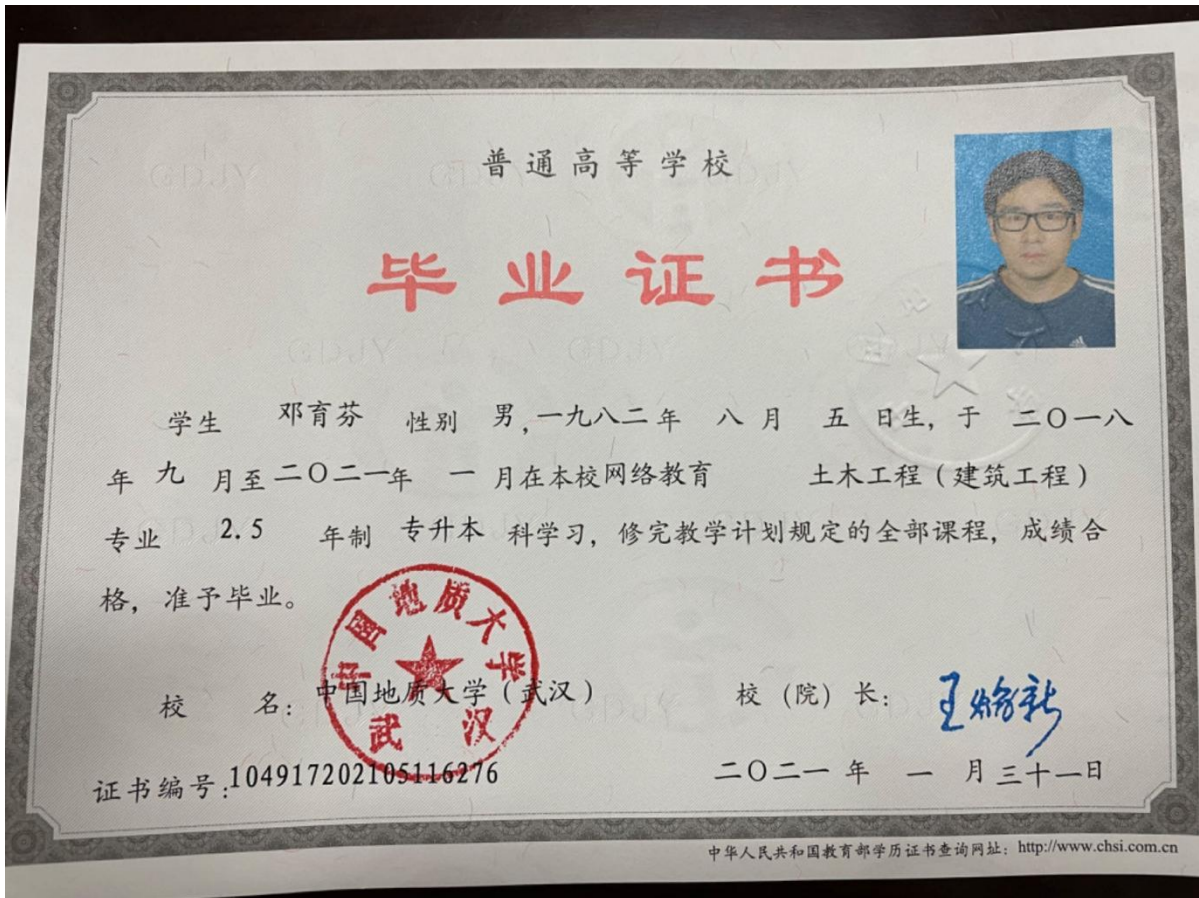 普通高等学校
毕业证书
学生 邓育芬 性别 男,一九八二年 八月 五 日生,于 二〇一八
年 九 月至二〇二一年 一 月在本校网络教育 土木工程(建筑工程)
专业 2.5 年制 专升本 科学习,修完教学计划规定的全部课程,成绩合
格,准予毕业。
中国地质大学
武汉
校 名:中国地质大学(武汉) 校(院)长:王焰新
证书编号:104917202105116276 二〇二一年 一 月三十一日
中华人民共和国教育部学历证书查询网址:http://www.chsi.com.cn